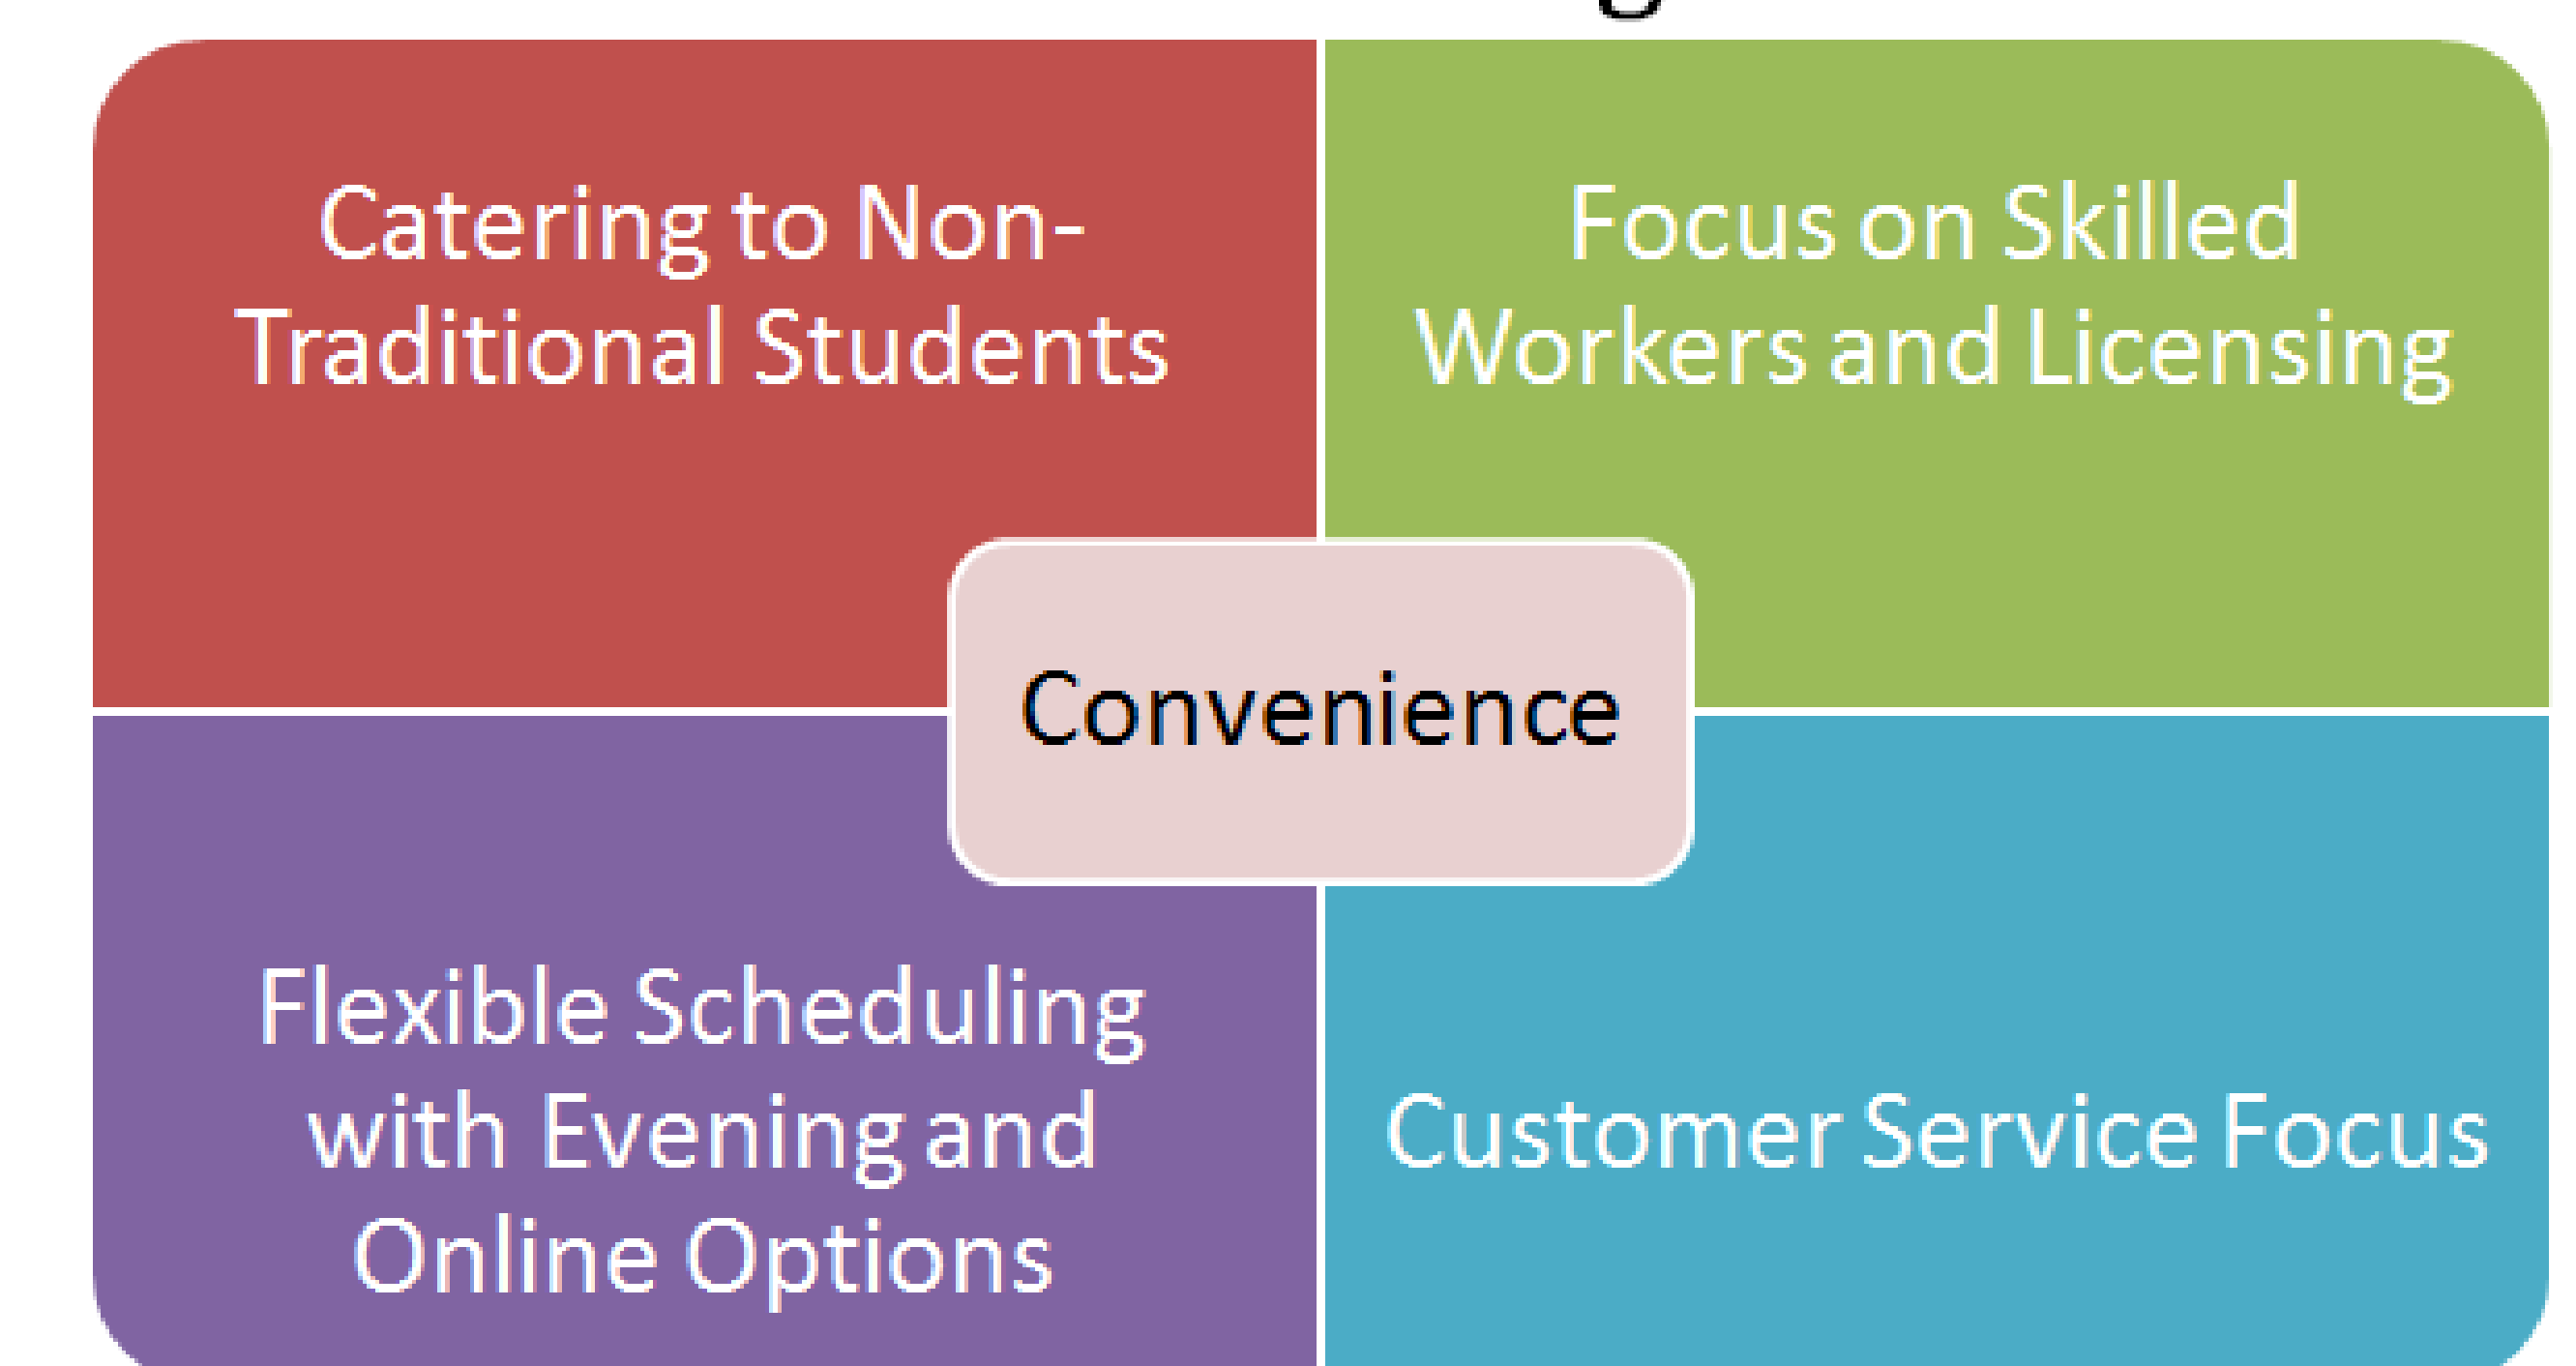 Catering to Non-
Traditional Students
Focus on Skilled
Workers and Licensing
Convenience
Flexible Scheduling
with Evening and
Online Options
Customer Service Focus